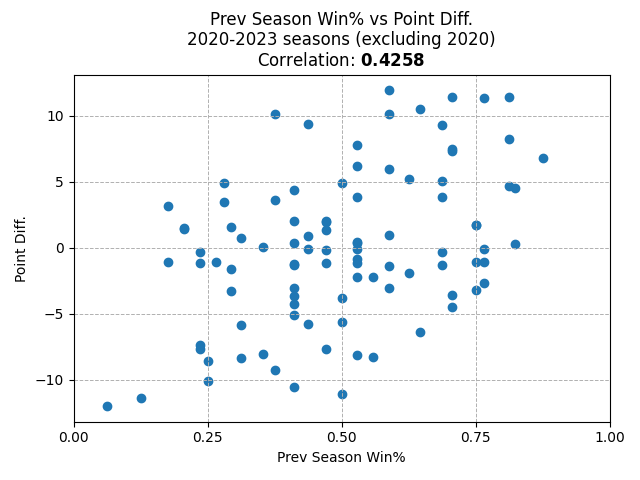 Prev Season Win% vs Point Diff.
2020-2023 seasons (excluding 2020)
Correlation: 0.4258
Point Diff.
10
5
0
−5
−10
0.00 0.25 0.50 0.75 1.00
Prev Season Win%